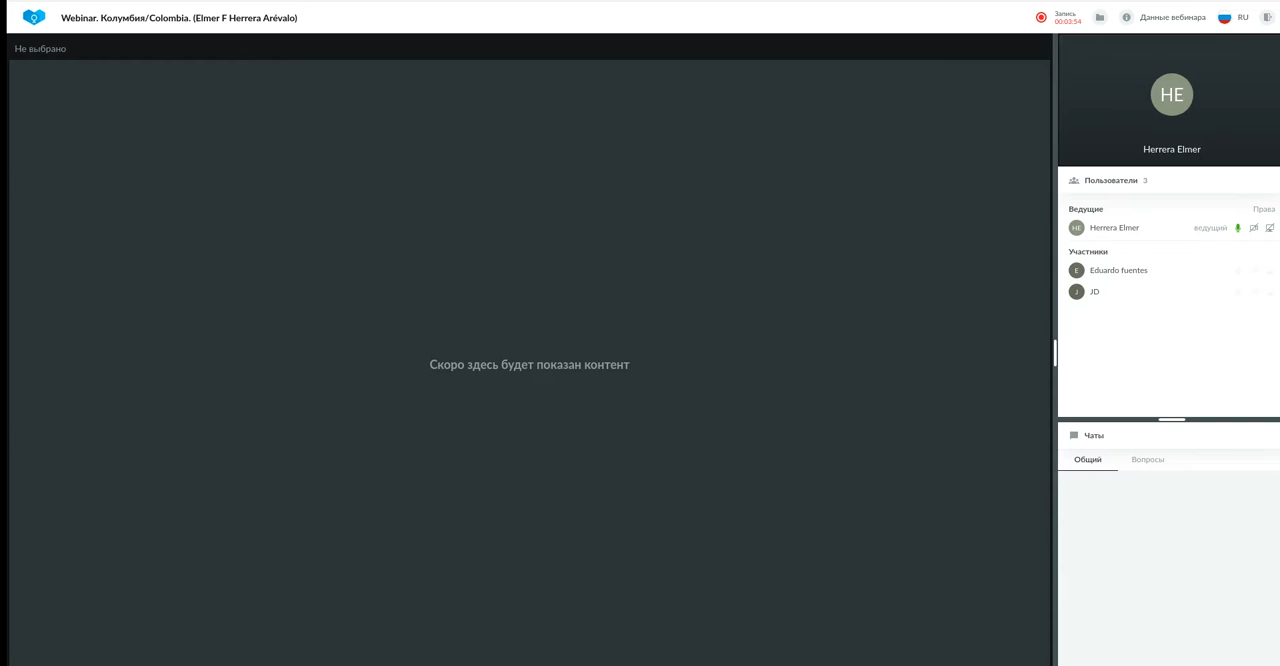 Webinar. Колумбия/Colombia. (Elmer F Herrera Arévalo)
Запись
00:03:54
Данные вебинара
RU
Не выбрано
Скоро здесь будет показан контент
HE
Herrera Elmer
Пользователи 3
Ведущие Права
HE Herrera Elmer ведущий
Участники
E Eduardo fuentes
J JD
Чаты
Общий Вопросы